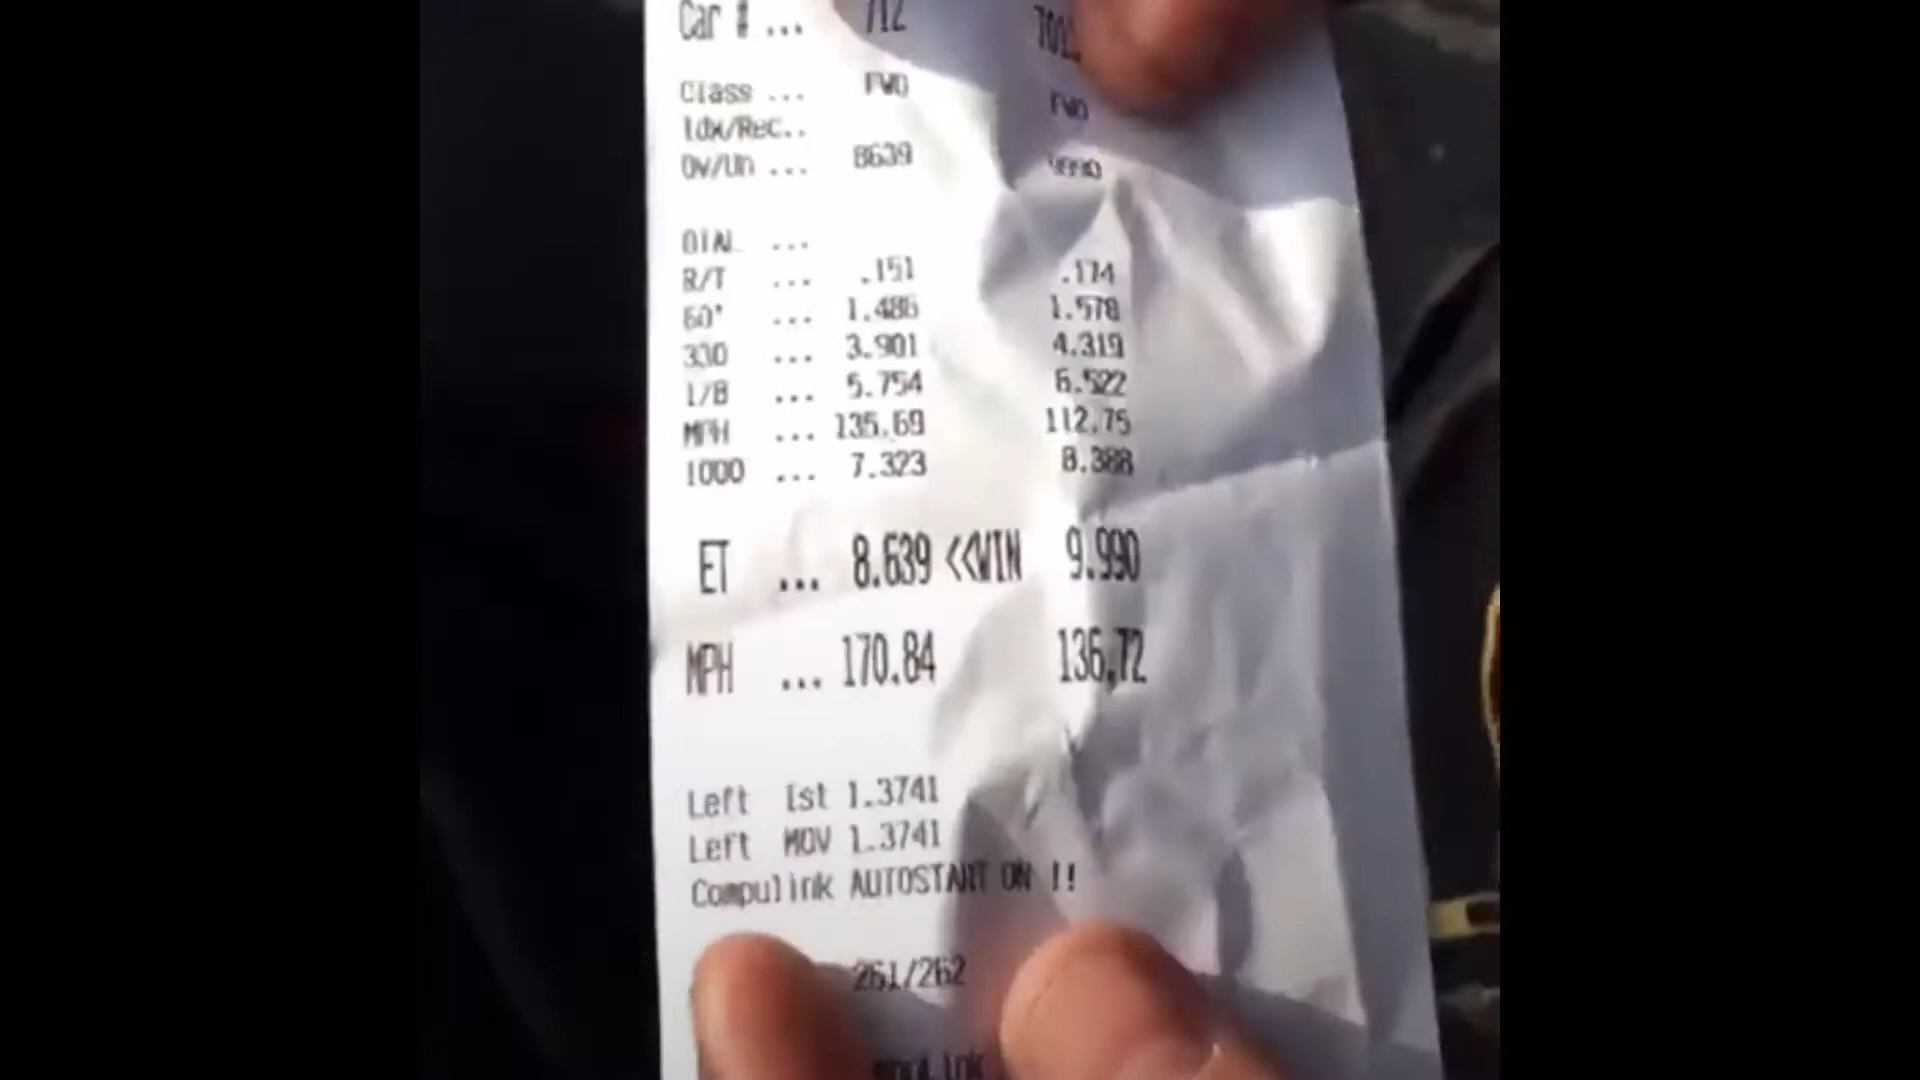 Car # ... 712
Class ... FWD FWD
Idx/Rec..
Ov/Un ... 8639
DIAL ...
R/T ... .151 .174
60' ... 1.486 1.578
330 ... 3.901 4.319
1/8 ... 5.754 6.522
MPH ... 135.69 112.75
1000 ... 7.323 8.388
ET ... 8.639 <<WIN 9.990
MPH ... 170.84 136.72
Left Ist 1.3741
Left MOV 1.3741
Compulink AUTOSTART ON !!
261/262